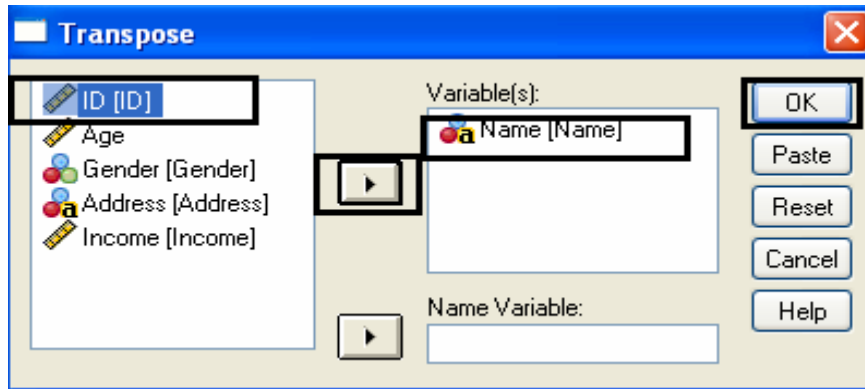 Transpose
ID [ID]
Age
Gender [Gender]
Address [Address]
Income [Income]
Variable(s):
Name [Name]
Name Variable:
OK
Paste
Reset
Cancel
Help